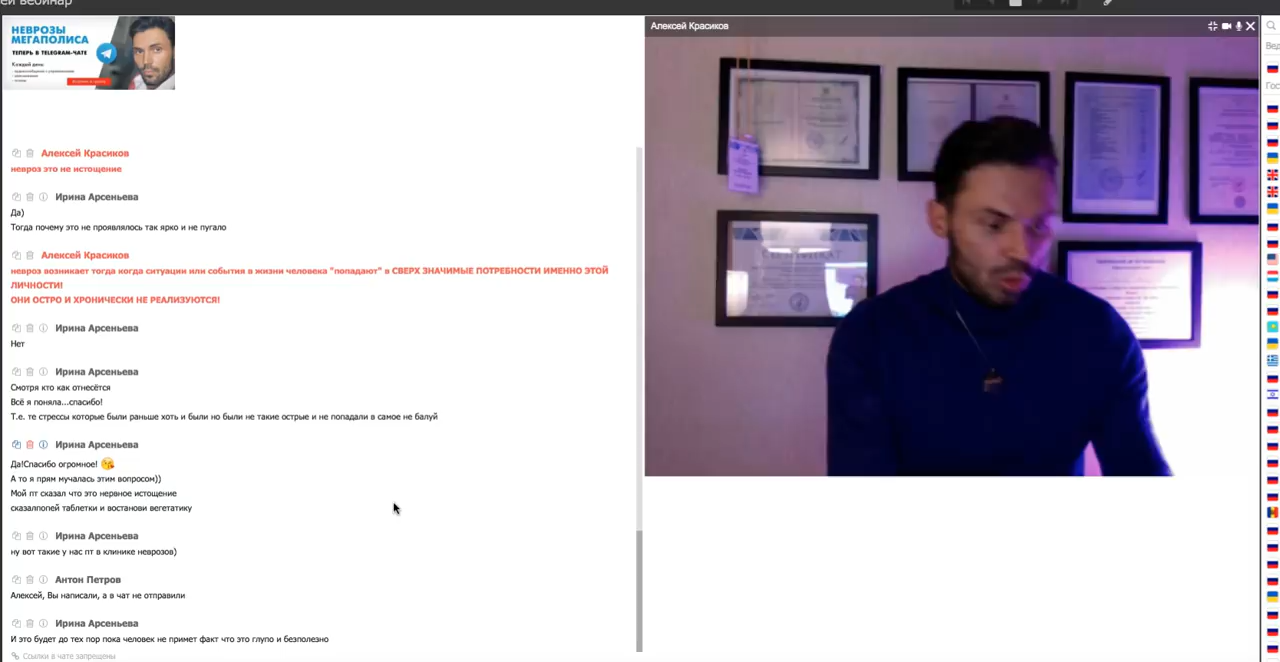 ей вебинар
НЕВРОЗЫ
МЕГАПОЛИСА
ТЕПЕРЬ В TELEGRAM-ЧАТЕ
Каждый день:
Алексей Красиков
невроз это не истощение
Ирина Арсеньева
Да)
Тогда почему это не проявлялось так ярко и не пугало
Алексей Красиков
невроз возникает тогда когда ситуации или события в жизни человека "попадают" в СВЕРХ ЗНАЧИМЫЕ ПОТРЕБНОСТИ ИМЕННО ЭТОЙ
ЛИЧНОСТИ!
ОНИ ОСТРО И ХРОНИЧЕСКИ НЕ РЕАЛИЗУЮТСЯ!
Ирина Арсеньева
Нет
Ирина Арсеньева
Смотря кто как отнесётся
Всё я поняла...спасибо!
Т.е. те стрессы которые были раньше хоть и были но были не такие острые и не попадали в самое не балуй
Ирина Арсеньева
Да!Спасибо огромное!
А то я прям мучалась этим вопросом))
Мой пт сказал что это нервное истощение
сказалпопей таблетки и востанови вегетатику
Ирина Арсеньева
ну вот такие у нас пт в клинике неврозов)
Антон Петров
Алексей, Вы написали, а в чат не отправили
Ирина Арсеньева
И это будет до тех пор пока человек не примет факт что это глупо и безполезно
Ссылки в чате запрещены
Алексей Красиков
Вед
Гос